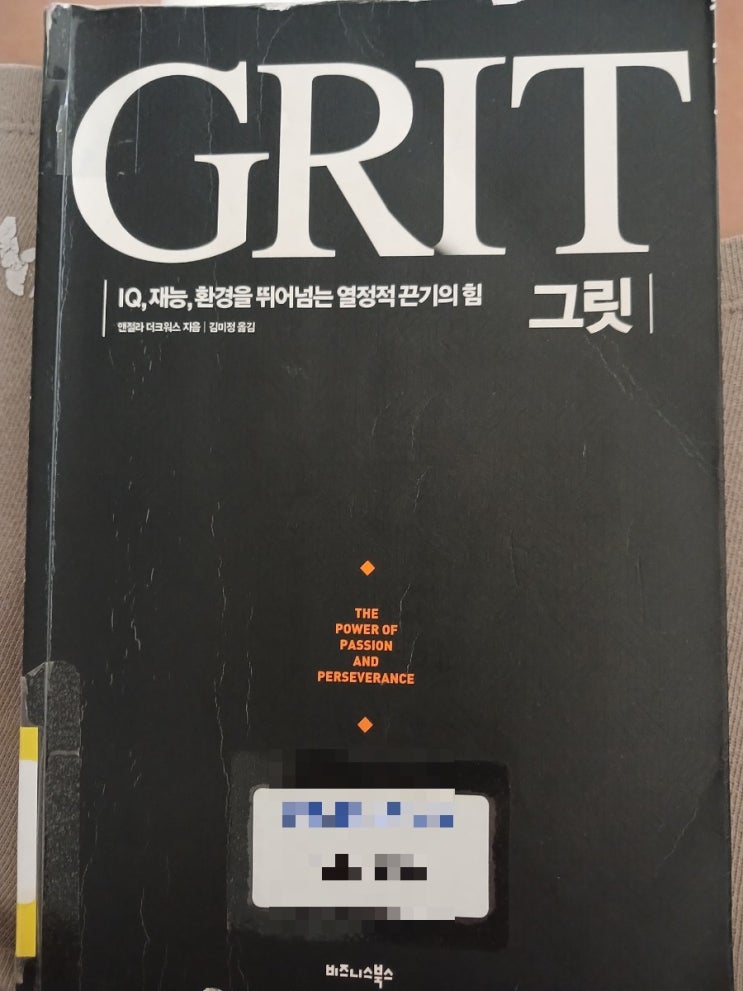 GRIT
IQ, 재능, 환경을 뛰어넘는 열정적 끈기의 힘
그릿
앤절라 더크워스 지음 | 김미정 옮김
THE
POWER OF
PASSION
AND
PERSEVERANCE
비즈니스북스